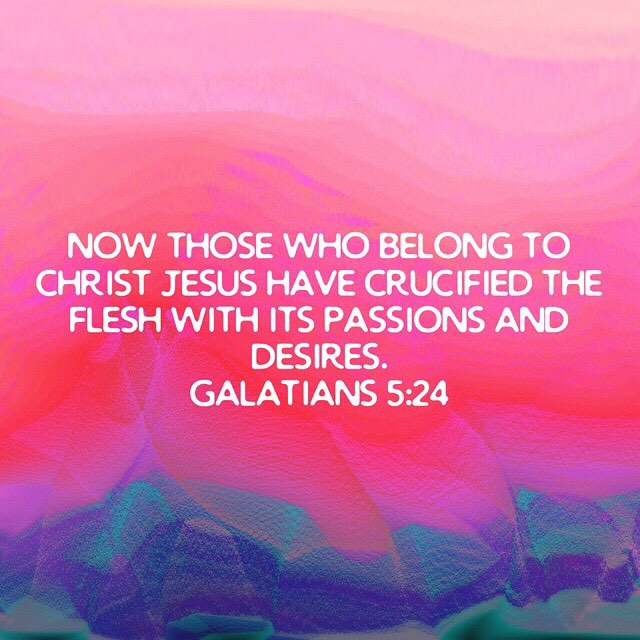 NOW THOSE WHO BELONG TO
CHRIST JESUS HAVE CRUCIFIED THE
FLESH WITH ITS PASSIONS AND
DESIRES.
GALATIANS 5:24